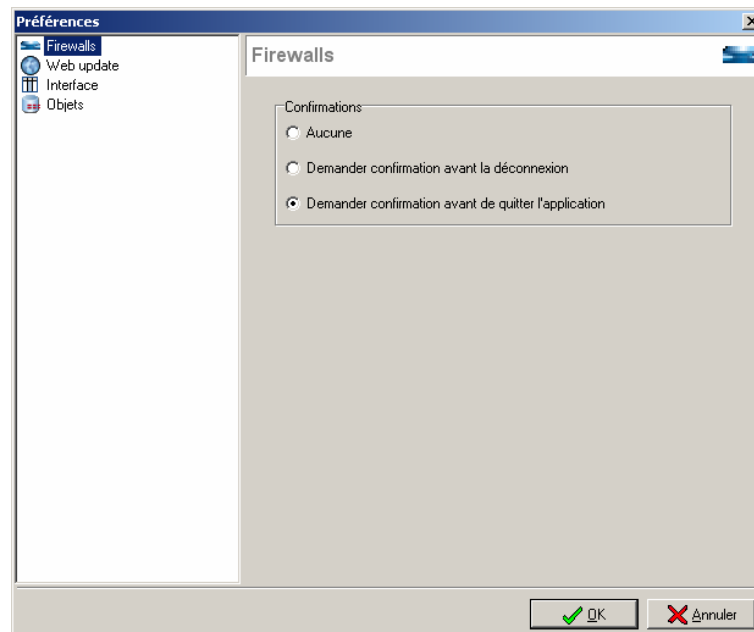 Préférences
Firewalls
Web update
Interface
Objets
Firewalls
Confirmations
Aucune
Demander confirmation avant la déconnexion
Demander confirmation avant de quitter l'application
OK
Annuler